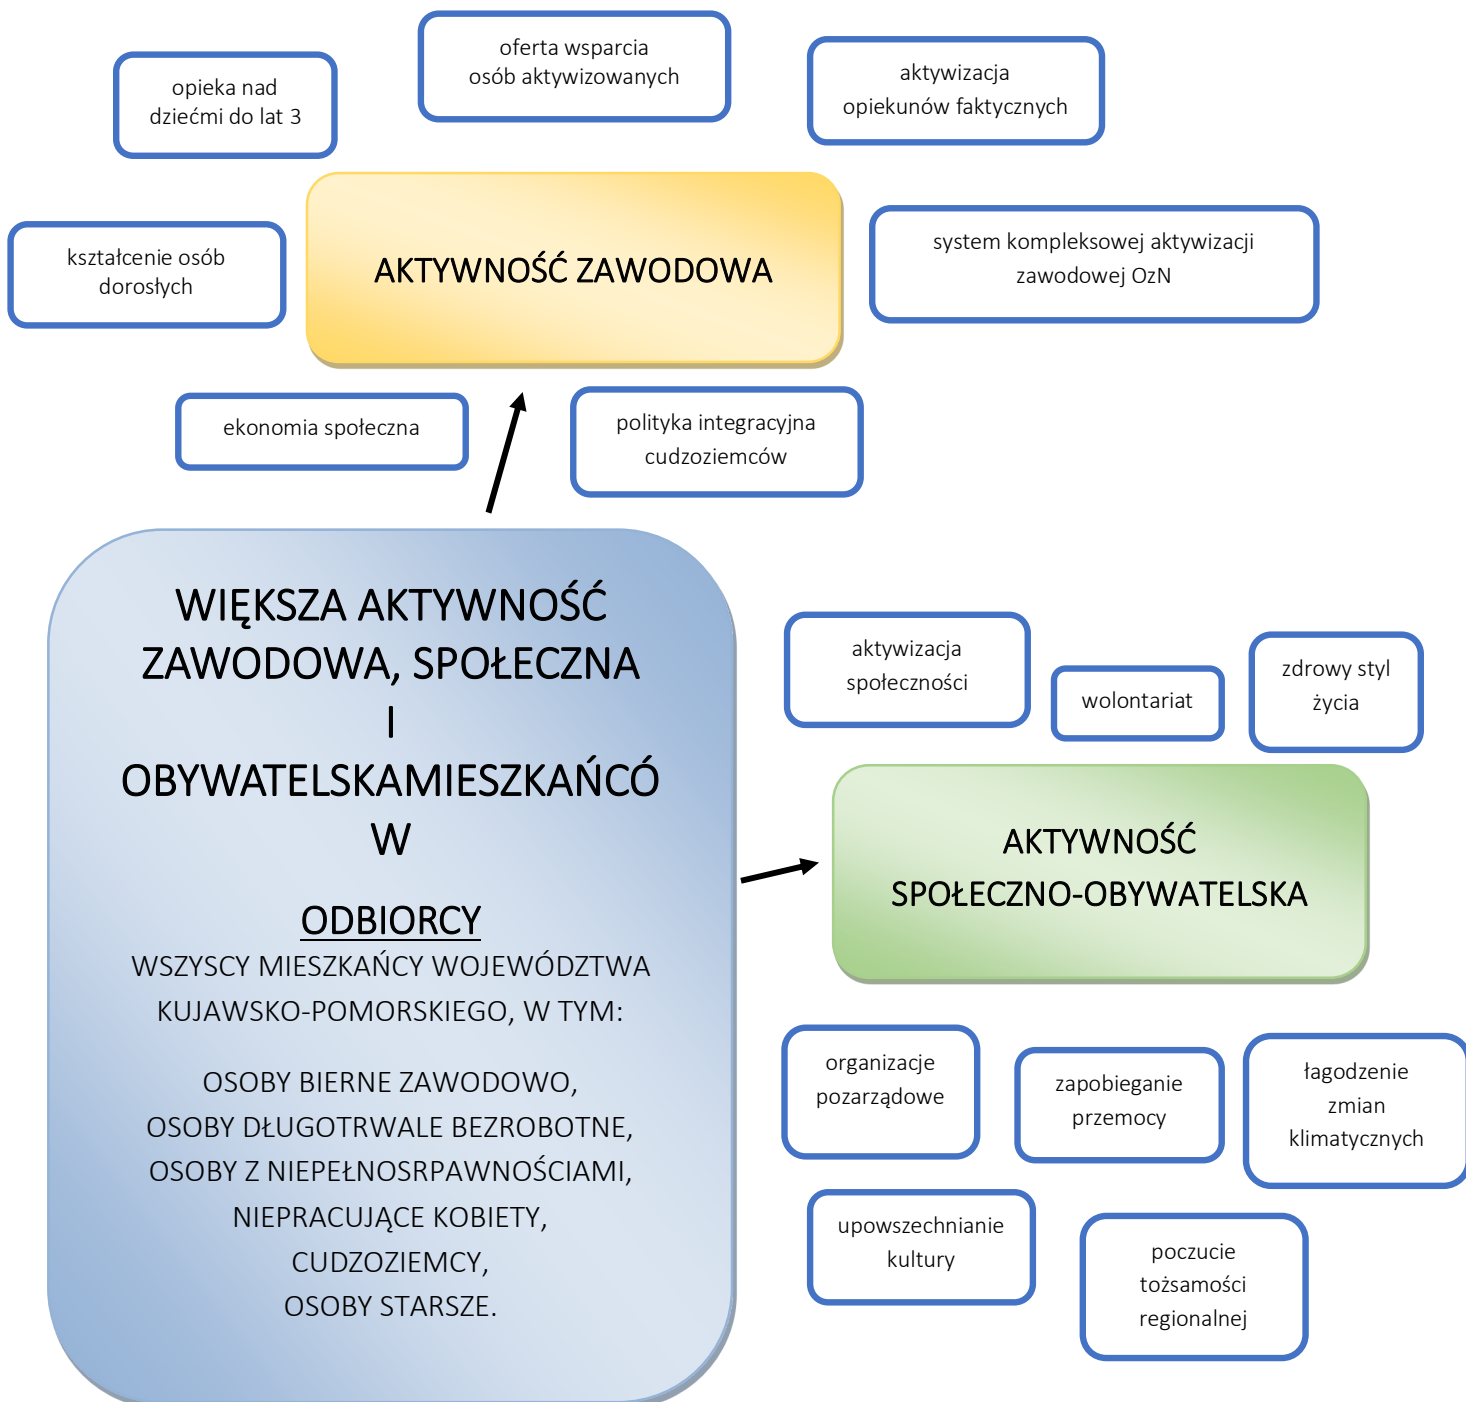 oferta wsparcia
osób aktywizowanych
opieka nad
dziećmi do lat 3
aktywizacja
opiekunów faktycznych
kształcenie osób
dorosłych
AKTYWNOŚĆ ZAWODOWA
system kompleksowej aktywizacji
zawodowej OzN
ekonomia społeczna
polityka integracyjna
cudzoziemców
WIĘKSZA AKTYWNOŚĆ
ZAWODOWA, SPOŁECZNA
I
OBYWATELSKAMIESZKAŃCÓ
W
ODBIORCY
WSZYSCY MIESZKAŃCY WOJEWÓDZTWA
KUJAWSKO-POMORSKIEGO, W TYM:
OSOBY BIERNE ZAWODOWO,
OSOBY DŁUGOTRWALE BEZROBOTNE,
OSOBY Z NIEPEŁNOSRPAWNOŚCIAMI,
NIEPRACUJĄCE KOBIETY,
CUDZOZIEMCY,
OSOBY STARSZE.
aktywizacja
społeczności
wolontariat
zdrowy styl
życia
AKTYWNOŚĆ
SPOŁECZNO-OBYWATELSKA
organizacje
pozarządowe
zapobieganie
przemocy
łagodzenie
zmian
klimatycznych
upowszechnianie
kultury
poczucie
tożsamości
regionalnej